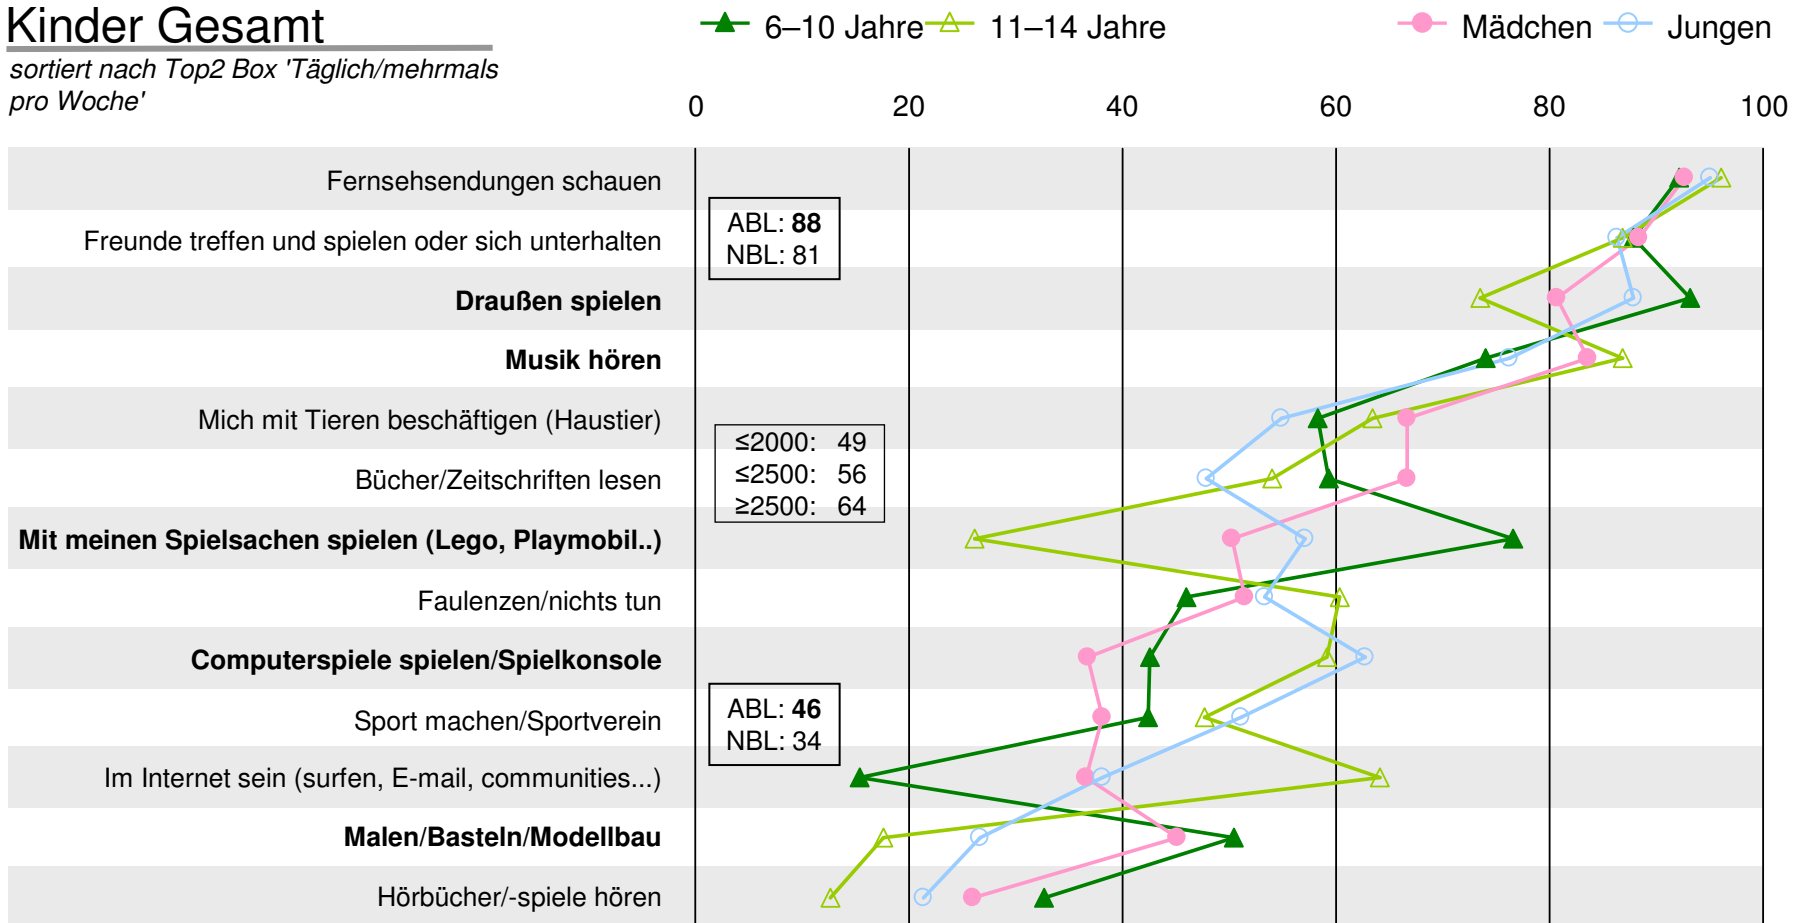 Kinder Gesamt
sortiert nach Top2 Box 'Täglich/mehrmals
pro Woche'
6–10 Jahre
11–14 Jahre
Mädchen
Jungen
0 20 40 60 80 100
Fernsehsendungen schauen
Freunde treffen und spielen oder sich unterhalten
ABL: 88
NBL: 81
Draußen spielen
Musik hören
Mich mit Tieren beschäftigen (Haustier)
Bücher/Zeitschriften lesen
≤2000: 49
≤2500: 56
≥2500: 64
Mit meinen Spielsachen spielen (Lego, Playmobil..)
Faulenzen/nichts tun
Computerspiele spielen/Spielkonsole
Sport machen/Sportverein
ABL: 46
NBL: 34
Im Internet sein (surfen, E-mail, communities...)
Malen/Basteln/Modellbau
Hörbücher/-spiele hören